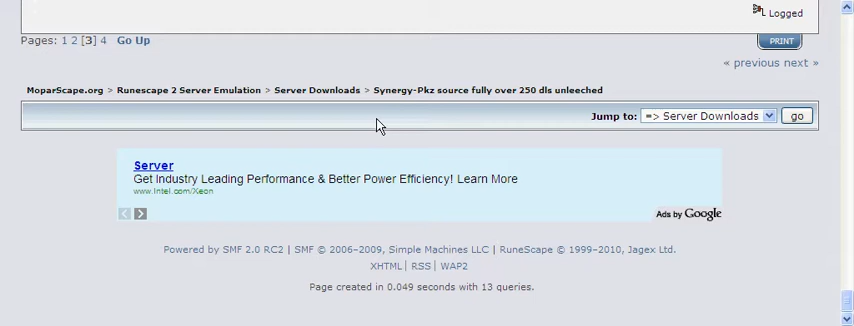 Logged
Pages: 1 2 [3] 4 Go Up
PRINT
« previous next »
MoparScape.org > Runescape 2 Server Emulation > Server Downloads > Synergy-Pkz source fully over 250 dls unleeched
Jump to: => Server Downloads go
Server
Get Industry Leading Performance & Better Power Efficiency! Learn More
www.Intel.com/Xeon
Ads by Google
Powered by SMF 2.0 RC2 | SMF © 2006–2009, Simple Machines LLC | RuneScape © 1999–2010, Jagex Ltd.
XHTML | RSS | WAP2
Page created in 0.049 seconds with 13 queries.